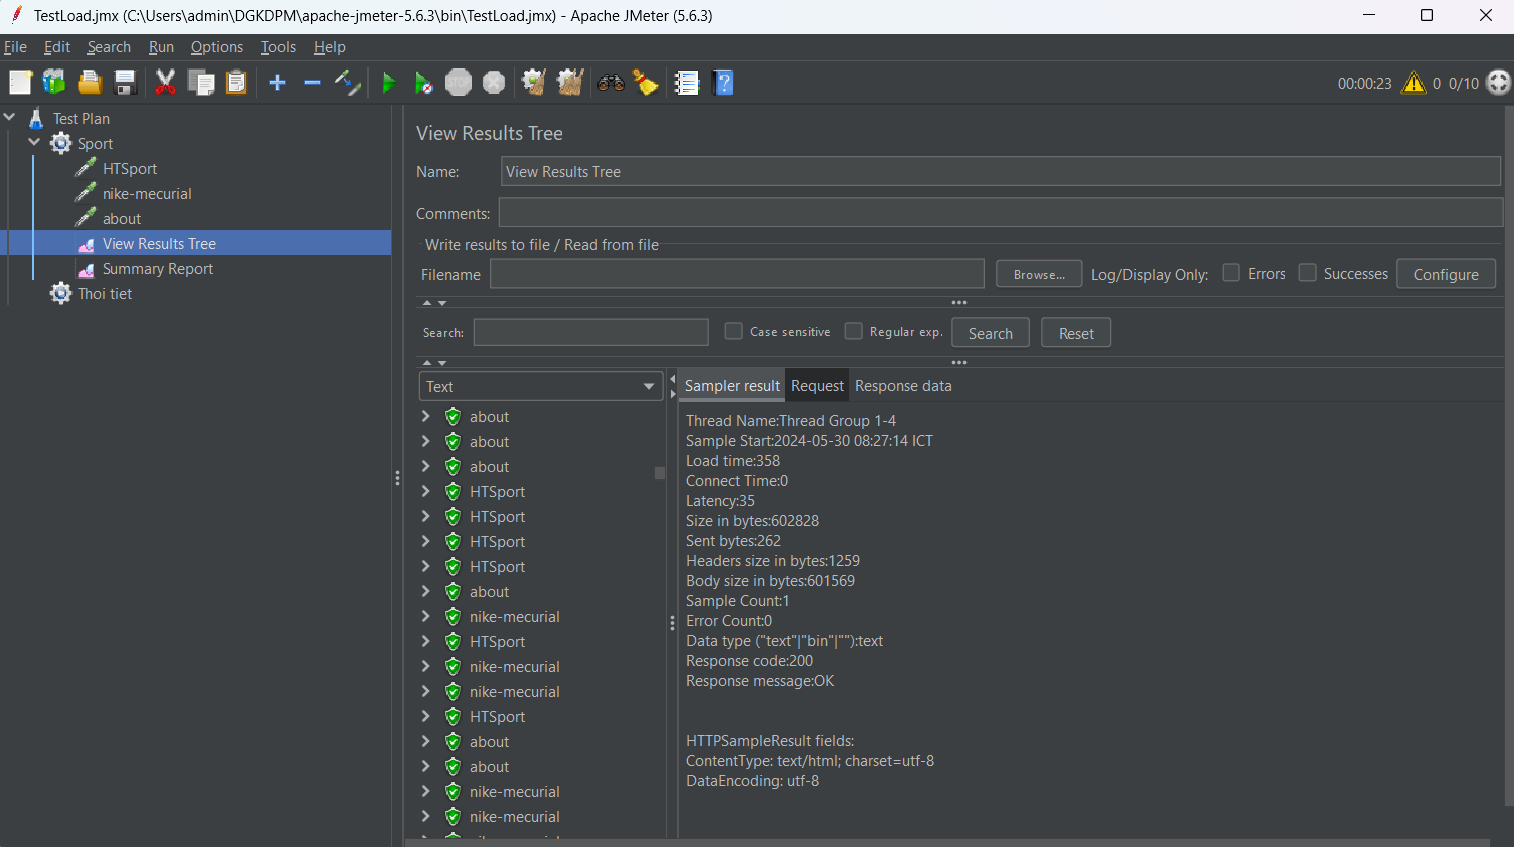 TestLoad.jmx (C:\Users\admin\DGKDPM\apache-jmeter-5.6.3\bin\TestLoad.jmx) - Apache JMeter (5.6.3)
File Edit Search Run Options Tools Help
STOP
00:00:23 0 0/10
Test Plan
Sport
HTSport
nike-mecurial
about
View Results Tree
Summary Report
Thoi tiet
View Results Tree
Name: View Results Tree
Comments:
Write results to file / Read from file
Filename Browse... Log/Display Only: Errors Successes Configure
Search: Case sensitive Regular exp. Search Reset
Text
about
about
about
HTSport
HTSport
HTSport
HTSport
about
nike-mecurial
HTSport
nike-mecurial
nike-mecurial
HTSport
about
about
nike-mecurial
nike-mecurial
Sampler result Request Response data
Thread Name:Thread Group 1-4
Sample Start:2024-05-30 08:27:14 ICT
Load time:358
Connect Time:0
Latency:35
Size in bytes:602828
Sent bytes:262
Headers size in bytes:1259
Body size in bytes:601569
Sample Count:1
Error Count:0
Data type ("text"|"bin"|""):text
Response code:200
Response message:OK
HTTPSampleResult fields:
ContentType: text/html; charset=utf-8
DataEncoding: utf-8